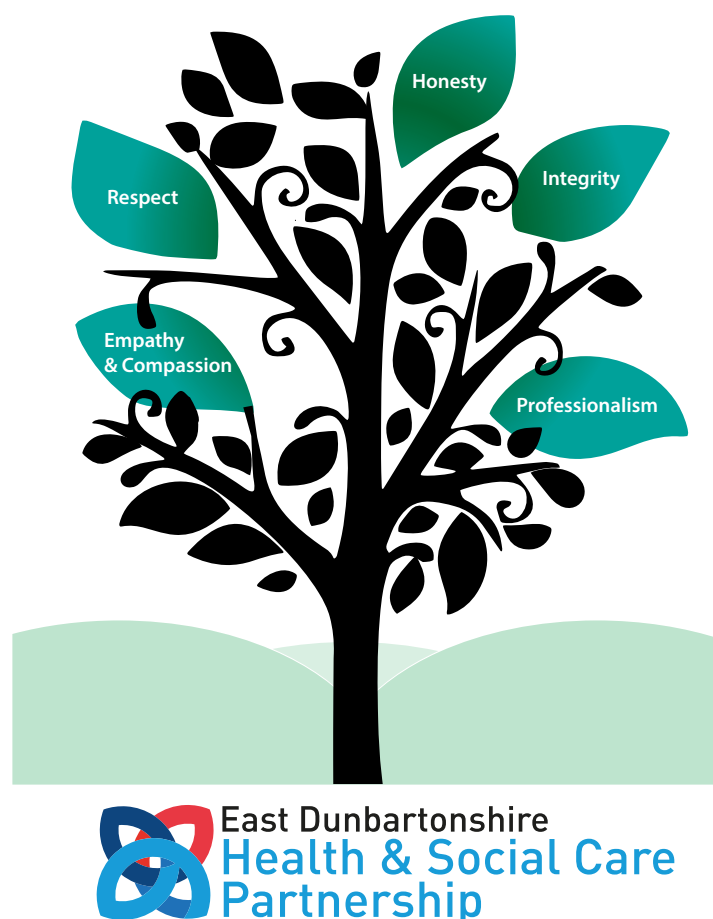 Honesty
Integrity
Respect
Empathy
& Compassion
Professionalism
East Dunbartonshire
Health & Social Care
Partnership